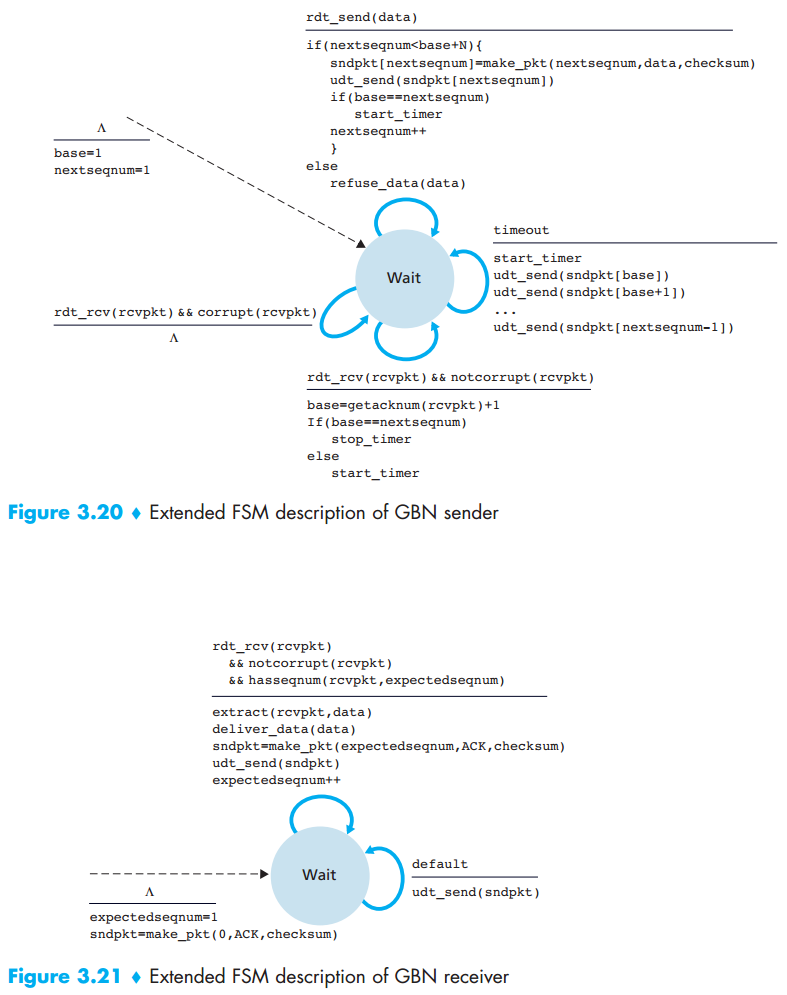 rdt_send(data)
if(nextseqnum<base+N){
sndpkt[nextseqnum]=make_pkt(nextseqnum,data,checksum)
udt_send(sndpkt[nextseqnum])
if(base==nextseqnum)
start_timer
nextseqnum++
}
else
refuse_data(data)
Λ
base=1
nextseqnum=1
Wait
timeout
start_timer
udt_send(sndpkt[base])
udt_send(sndpkt[base+1])
...
udt_send(sndpkt[nextseqnum-1])
rdt_rcv(rcvpkt) && corrupt(rcvpkt)
Λ
rdt_rcv(rcvpkt) && notcorrupt(rcvpkt)
base=getacknum(rcvpkt)+1
If(base==nextseqnum)
stop_timer
else
start_timer
Figure 3.20 ♦ Extended FSM description of GBN sender
rdt_rcv(rcvpkt)
&& notcorrupt(rcvpkt)
&& hasseqnum(rcvpkt,expectedseqnum)
extract(rcvpkt,data)
deliver_data(data)
sndpkt=make_pkt(expectedseqnum,ACK,checksum)
udt_send(sndpkt)
expectedseqnum++
Wait
default
udt_send(sndpkt)
Λ
expectedseqnum=1
sndpkt=make_pkt(0,ACK,checksum)
Figure 3.21 ♦ Extended FSM description of GBN receiver